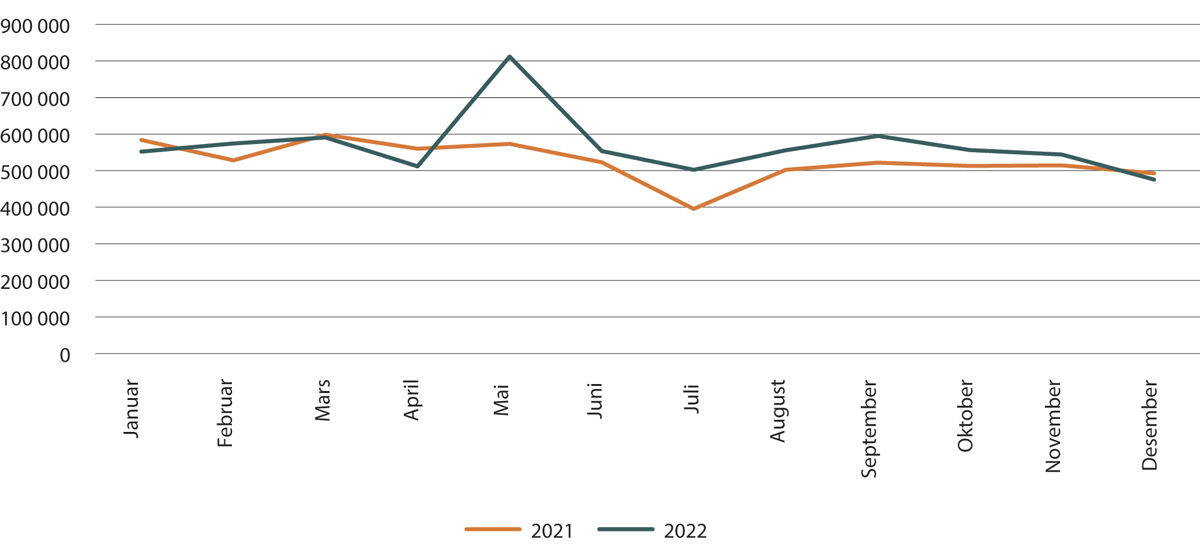 900 000
800 000
700 000
600 000
500 000
400 000
300 000
200 000
100 000
0
Januar
Februar
Mars
April
Mai
Juni
Juli
August
September
Oktober
November
Desember
2021
2022